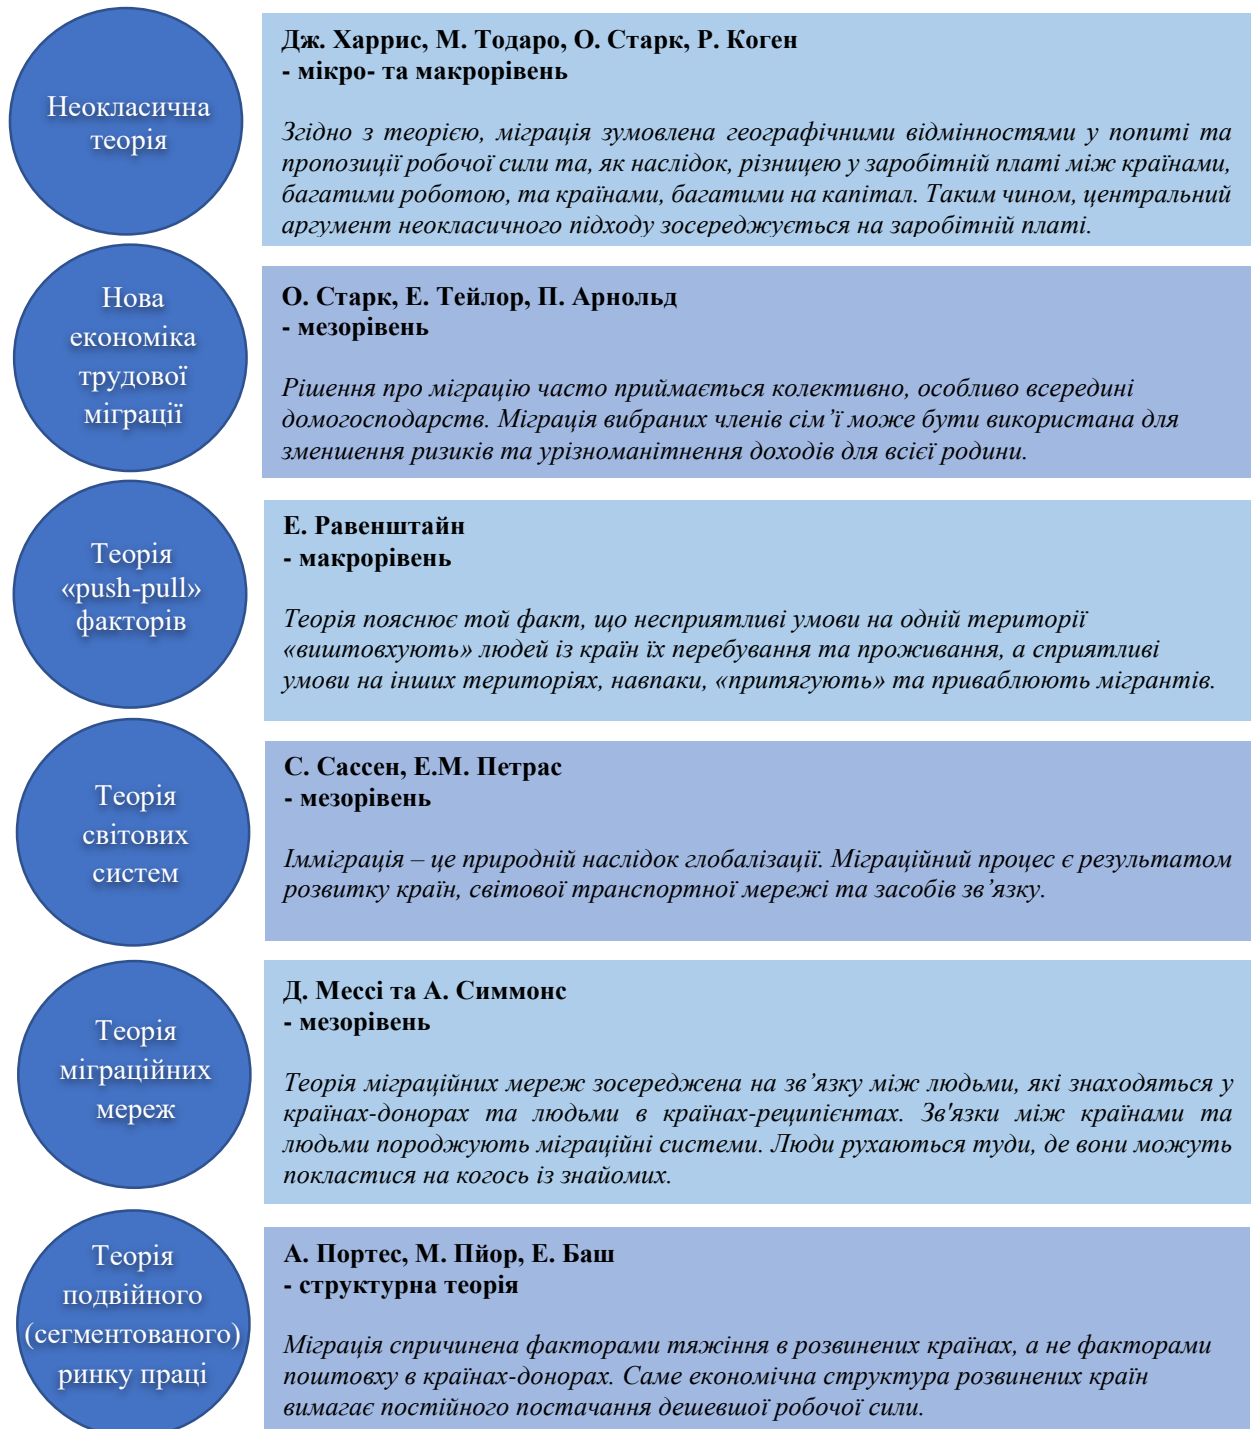 Неокласична
теорія
Дж. Харрис, М. Тодаро, О. Старк, Р. Коген
- мікро- та макрорівень
Згідно з теорією, міграція зумовлена географічними відмінностями у попиті та
пропозиції робочої сили та, як наслідок, різницею у заробітній платі між країнами,
багатими роботою, та країнами, багатими на капітал. Таким чином, центральний
аргумент неокласичного підходу зосереджується на заробітній платі.
Нова
економіка
трудової
міграції
О. Старк, Е. Тейлор, П. Арнольд
- мезорівень
Рішення про міграцію часто приймається колективно, особливо всередині
домогосподарств. Міграція вибраних членів сім’ї може бути використана для
зменшення ризиків та урізноманітнення доходів для всієї родини.
Теорія
«push-pull»
факторів
Е. Равенштайн
- макрорівень
Теорія пояснює той факт, що несприятливі умови на одній території
«виштовхують» людей із країн їх перебування та проживання, а сприятливі
умови на інших територіях, навпаки, «притягують» та приваблюють мігрантів.
Теорія
світових
систем
С. Сассен, Е.М. Петрас
- мезорівень
Імміграція – це природній наслідок глобалізації. Міграційний процес є результатом
розвитку країн, світової транспортної мережі та засобів зв’язку.
Теорія
міграційних
мереж
Д. Мессі та А. Симмонс
- мезорівень
Теорія міграційних мереж зосереджена на зв’язку між людьми, які знаходяться у
країнах-донорах та людьми в країнах-реципієнтах. Зв'язки між країнами та
людьми породжують міграційні системи. Люди рухаються туди, де вони можуть
покластися на когось із знайомих.
Теорія
подвійного
(сегментованого)
ринку праці
А. Портес, М. Пйор, Е. Баш
- структурна теорія
Міграція спричинена факторами тяжіння в розвинених країнах, а не факторами
поштовху в країнах-донорах. Саме економічна структура розвинених країн
вимагає постійного постачання дешевшої робочої сили.